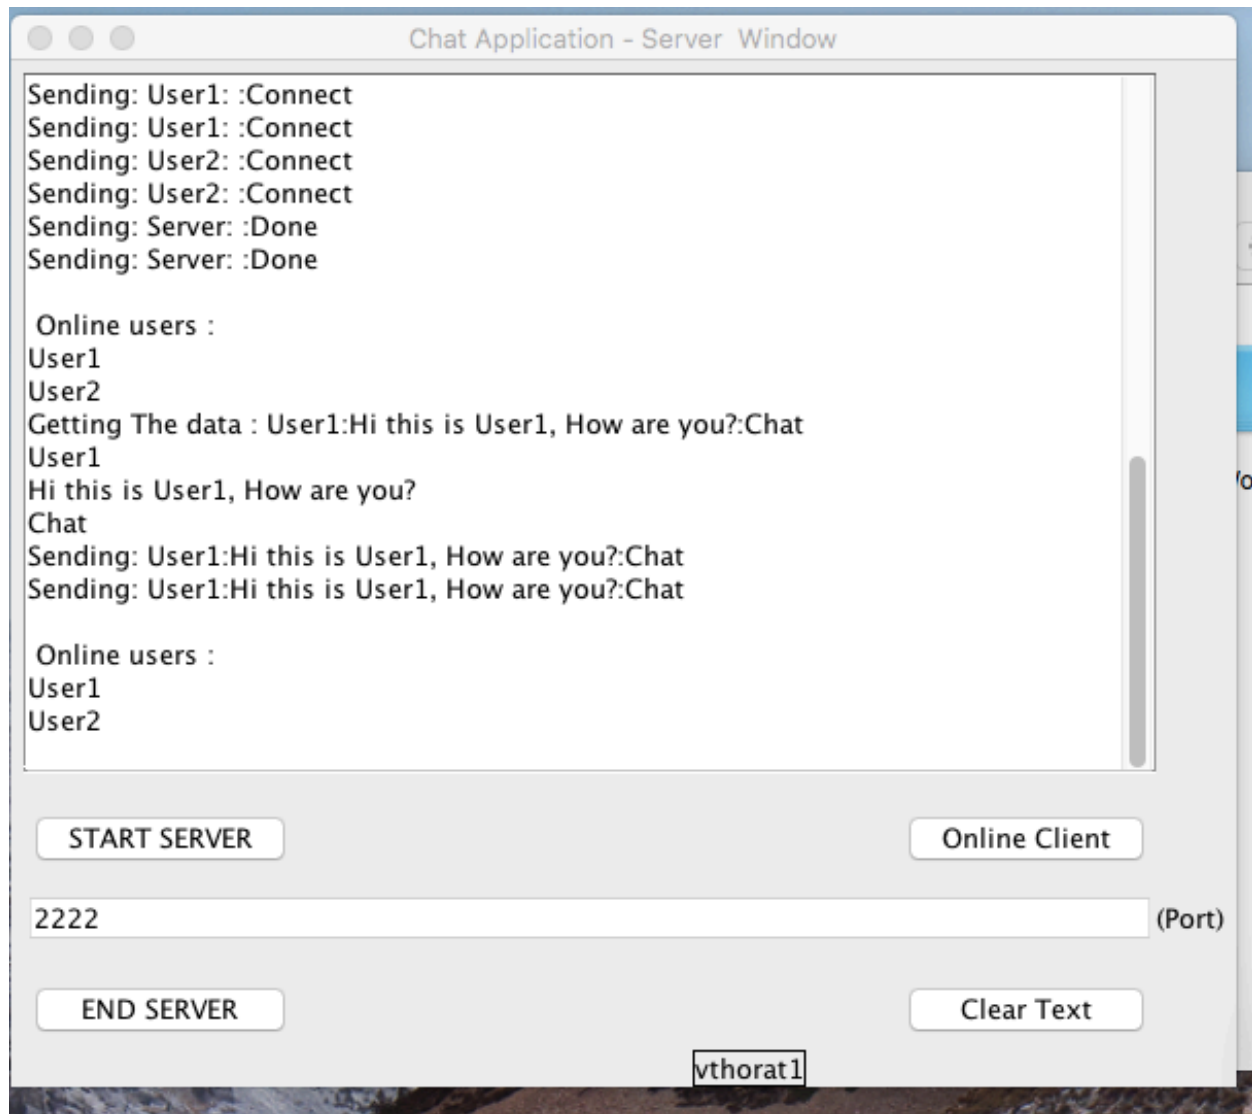 Chat Application - Server  Window
Sending: User1: :Connect
Sending: User1: :Connect
Sending: User2: :Connect
Sending: User2: :Connect
Sending: Server: :Done
Sending: Server: :Done
Online users :
User1
User2
Getting The data : User1:Hi this is User1, How are you?:Chat
User1
Hi this is User1, How are you?
Chat
Sending: User1:Hi this is User1, How are you?:Chat
Sending: User1:Hi this is User1, How are you?:Chat
Online users :
User1
User2
START SERVER
Online Client
2222
(Port)
END SERVER
Clear Text
vthorat1